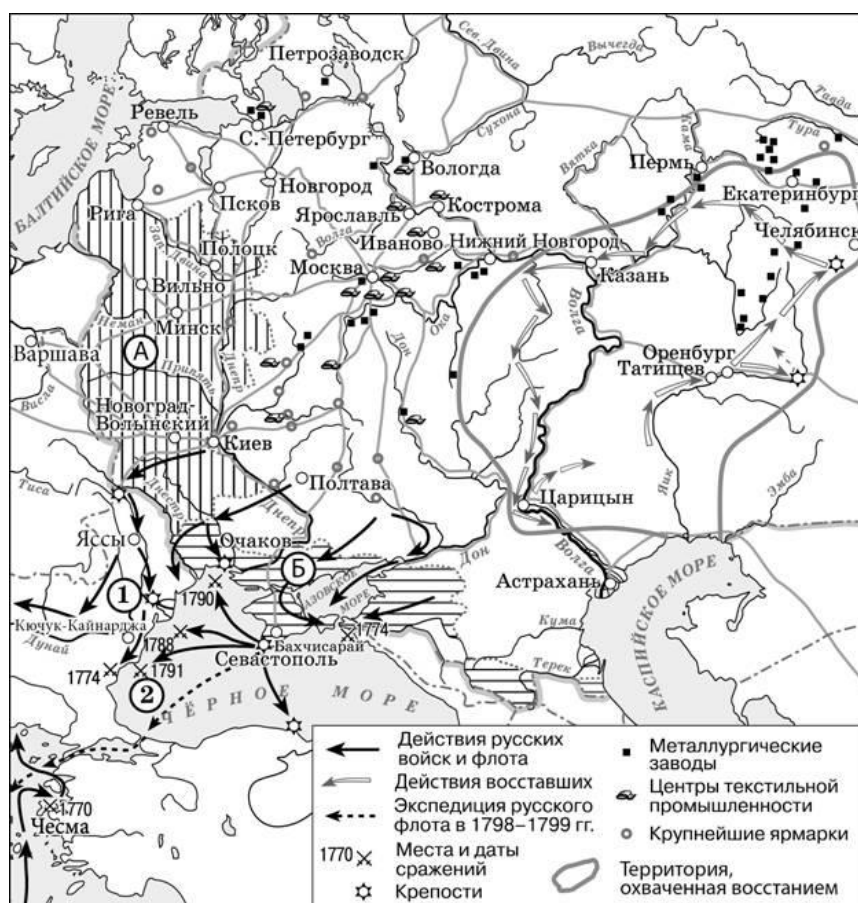 Петрозаводск
Сев. Двина
Вычегда
Тавда
Ревель
С.-Петербург
Сухона
Вологда
Вятка
Кама
Пермь
Тура
Екатеринбург
БАЛТИЙСКОЕ МОРЕ
Новгород
Псков
Рига
Ярославль
Кострома
Челябинск
Зап. Двина
Полоцк
Волга
Иваново
Нижний Новгород
Москва
Казань
Вильно
Неман
Минск
Ока
Волга
Дон
Варшава
А
Днепр
Припять
Оренбург
Татищев
Висла
Новоград-
Волынский
Киев
Полтава
Яик
Эмба
Тиса
Днестр
Днепр
Царицын
Яссы
Очаков
Б
Дон
Волга
Астрахань
1
1790
АЗОВСКОЕ
МОРЕ
1774
Кючук-Кайнарджа
Дунай
1788
Бахчисарай
Севастополь
Кума
Терек
КАСПИЙСКОЕ МОРЕ
1774
1791
2
ЧЁРНОЕ МОРЕ
1770
Чесма
Действия русских
войск и флота
Действия восставших
Экспедиция русского
флота в 1798–1799 гг.
1770 Места и даты
сражений
Крепости
Металлургические
заводы
Центры текстильной
промышленности
Крупнейшие ярмарки
Территория,
охваченная восстанием